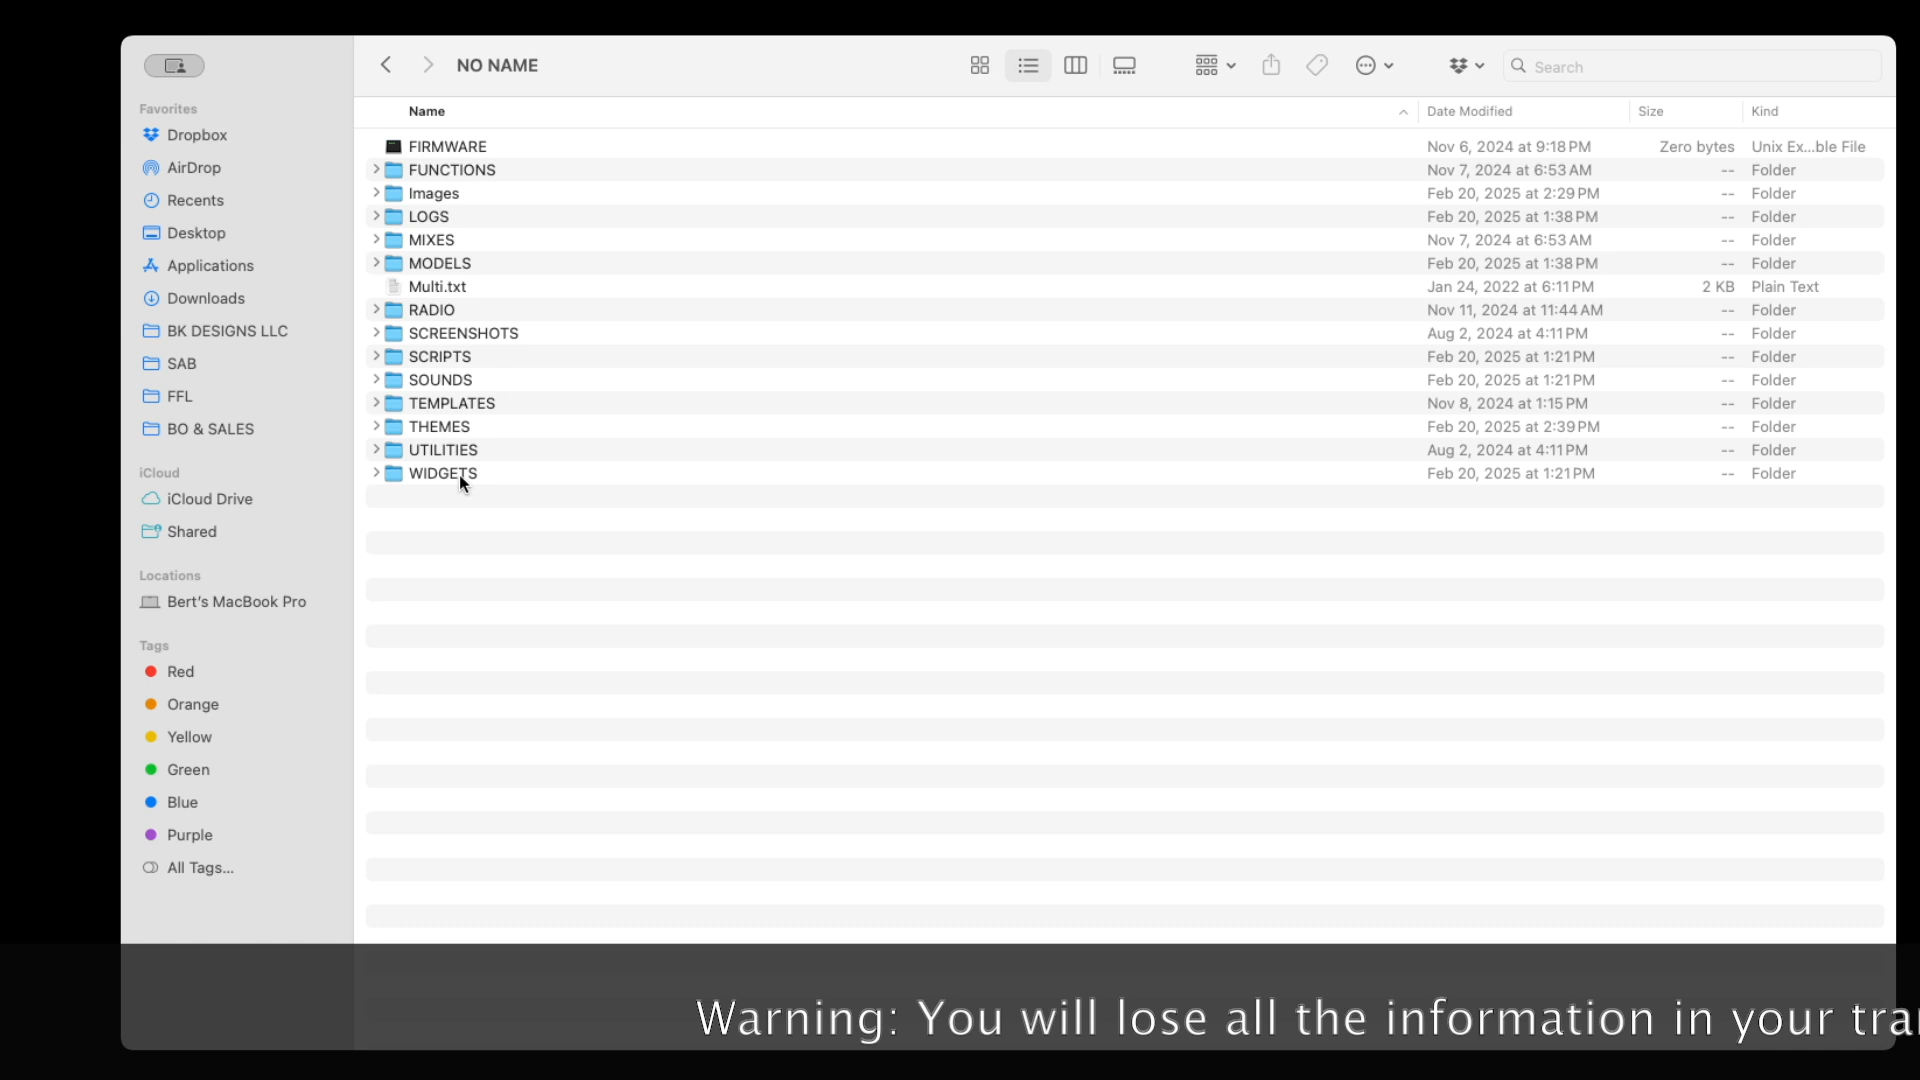 NO NAME
Search
Favorites
Dropbox
AirDrop
Recents
Desktop
Applications
Downloads
BK DESIGNS LLC
SAB
FFL
BO & SALES
iCloud
iCloud Drive
Shared
Locations
Bert's MacBook Pro
Tags
Red
Orange
Yellow
Green
Blue
Purple
All Tags...
Name Date Modified Size Kind
FIRMWARE Nov 6, 2024 at 9:18 PM Zero bytes Unix Ex...ble File
FUNCTIONS Nov 7, 2024 at 6:53 AM -- Folder
Images Feb 20, 2025 at 2:29 PM -- Folder
LOGS Feb 20, 2025 at 1:38 PM -- Folder
MIXES Nov 7, 2024 at 6:53 AM -- Folder
MODELS Feb 20, 2025 at 1:38 PM -- Folder
Multi.txt Jan 24, 2022 at 6:11 PM 2 KB Plain Text
RADIO Nov 11, 2024 at 11:44 AM -- Folder
SCREENSHOTS Aug 2, 2024 at 4:11 PM -- Folder
SCRIPTS Feb 20, 2025 at 1:21 PM -- Folder
SOUNDS Feb 20, 2025 at 1:21 PM -- Folder
TEMPLATES Nov 8, 2024 at 1:15 PM -- Folder
THEMES Feb 20, 2025 at 2:39 PM -- Folder
UTILITIES Aug 2, 2024 at 4:11 PM -- Folder
WIDGETS Feb 20, 2025 at 1:21 PM -- Folder
Warning: You will lose all the information in your